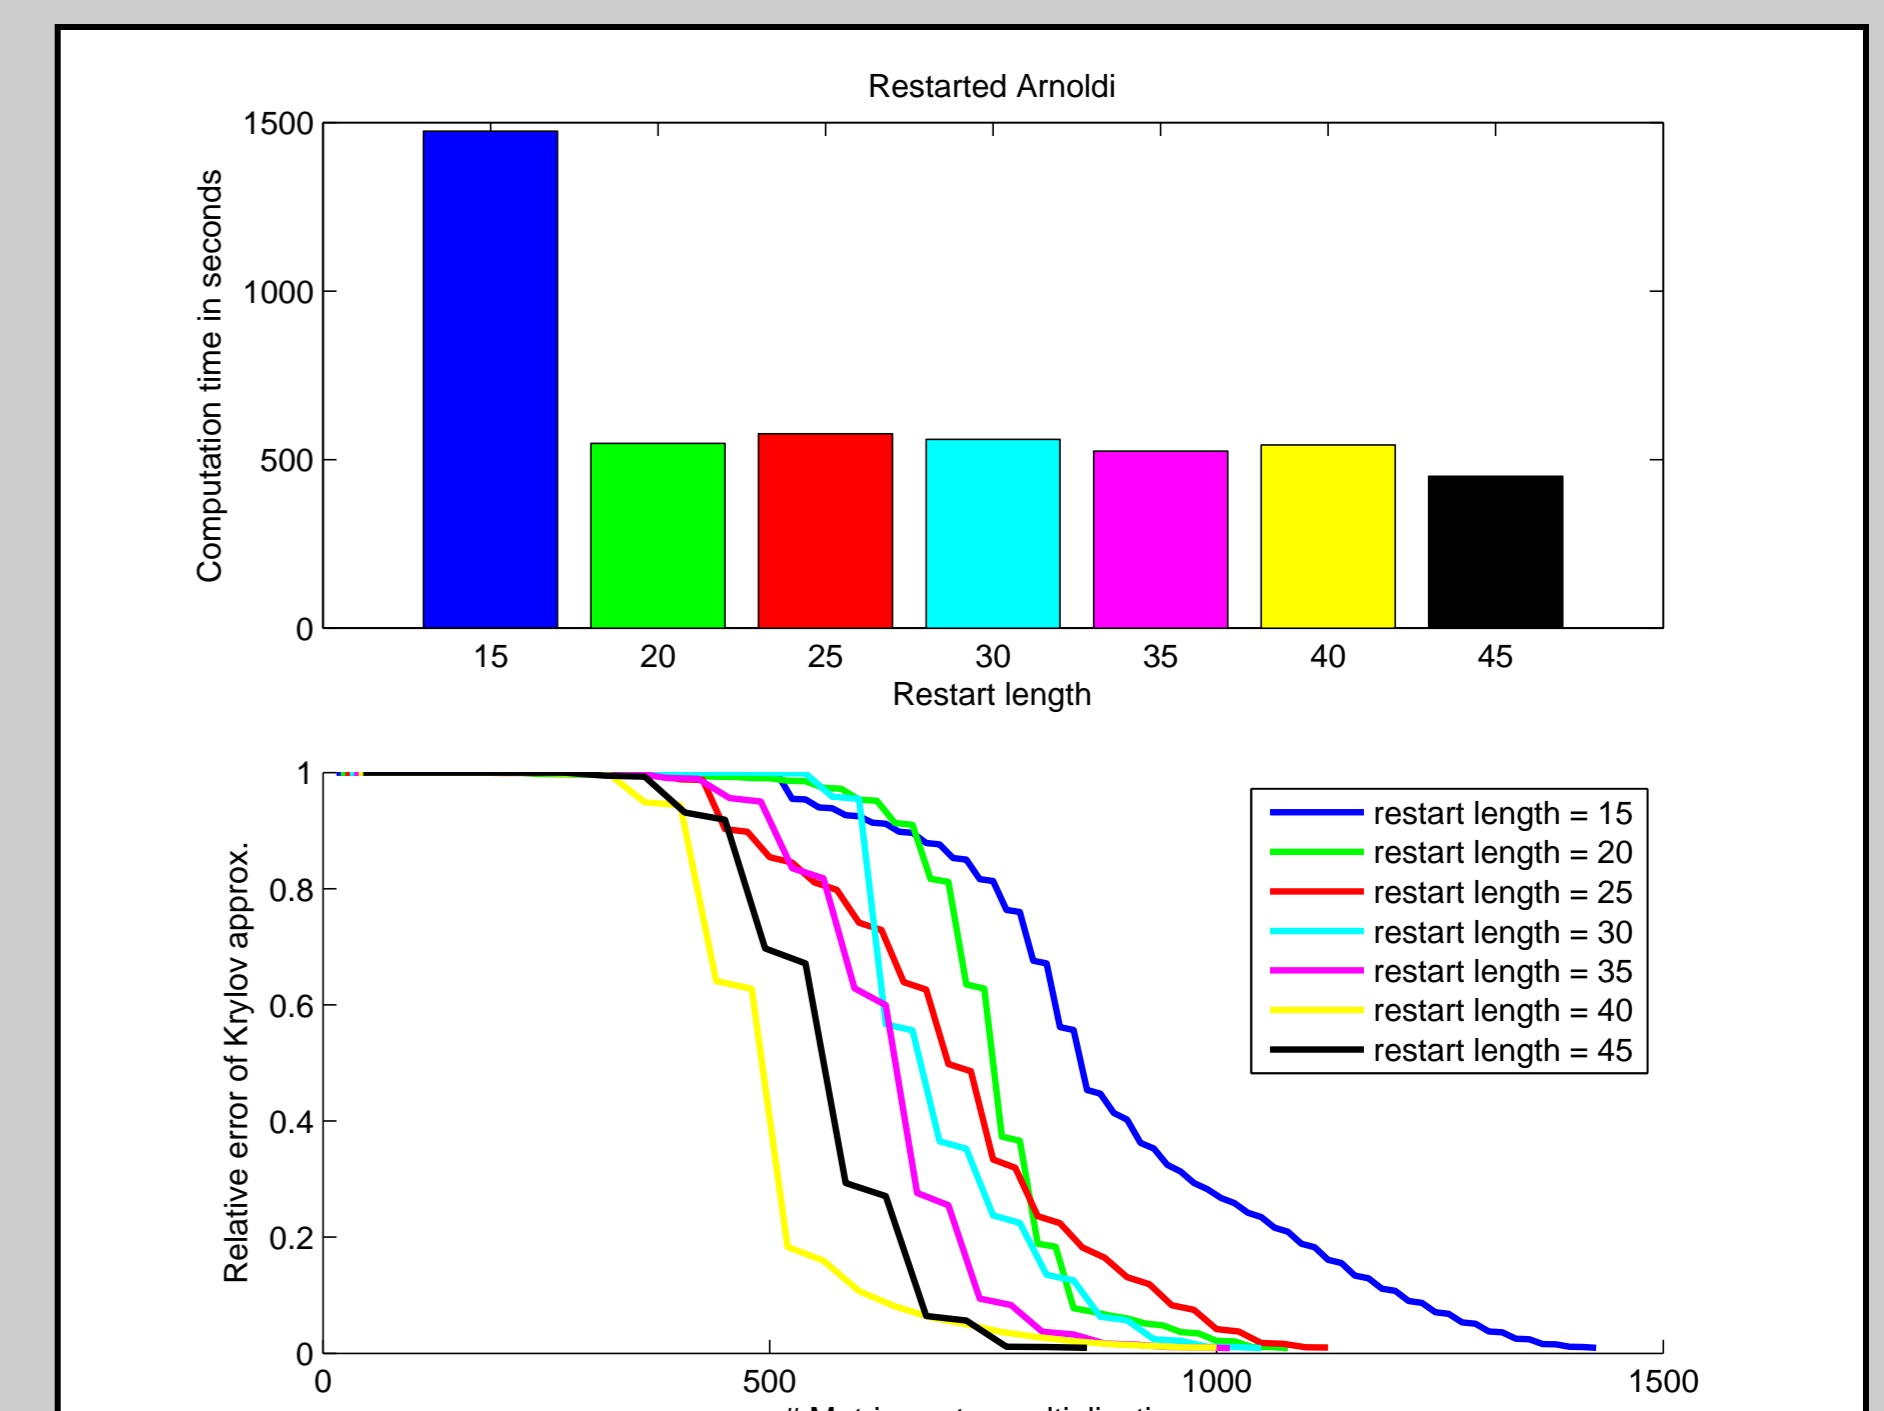 Restarted Arnoldi
1500
1000
500
0
Computation time in seconds
15 20 25 30 35 40 45
Restart length
1
0.8
0.6
0.4
0.2
0
Relative error of Krylov approx.
restart length = 15
restart length = 20
restart length = 25
restart length = 30
restart length = 35
restart length = 40
restart length = 45
0 500 1000 1500